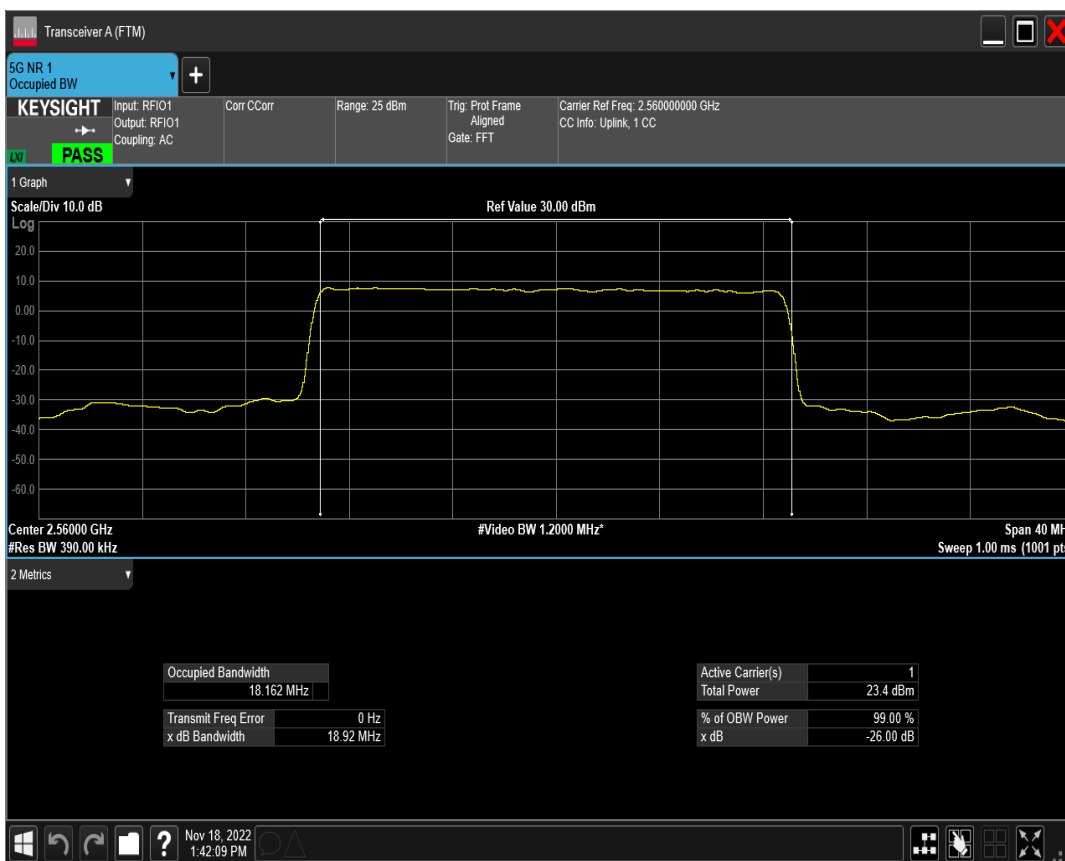 Transceiver A (FTM)
5G NR 1
Occupied BW
+
KEYSIGHT
LXI
PASS
Input: RFIO1
Output: RFIO1
Coupling: AC
Corr CCorr
Range: 25 dBm
Trig: Prot Frame
Aligned
Gate: FFT
Carrier Ref Freq: 2.560000000 GHz
CC Info: Uplink, 1 CC
1 Graph
Scale/Div 10.0 dB
Ref Value 30.00 dBm
Log
20.0
10.0
0.00
-10.0
-20.0
-30.0
-40.0
-50.0
-60.0
Center 2.56000 GHz
#Video BW 1.2000 MHz*
Span 40 MH
#Res BW 390.00 kHz
Sweep 1.00 ms (1001 pts
2 Metrics
Occupied Bandwidth
18.162 MHz
Transmit Freq Error 0 Hz
x dB Bandwidth 18.92 MHz
Active Carrier(s) 1
Total Power 23.4 dBm
% of OBW Power 99.00 %
x dB -26.00 dB
?
Nov 18, 2022
1:42:09 PM